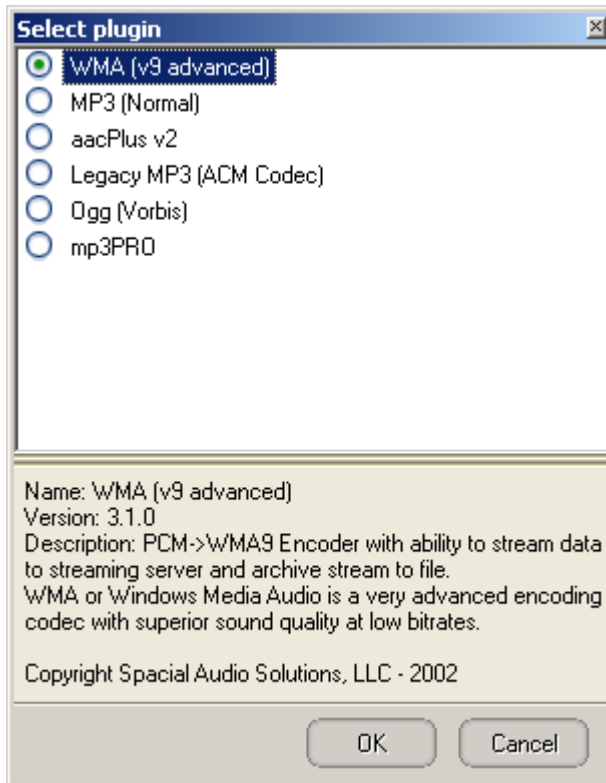 Select plugin
WMA (v9 advanced)
MP3 (Normal)
aacPlus v2
Legacy MP3 (ACM Codec)
Ogg (Vorbis)
mp3PRO
Name: WMA (v9 advanced)
Version: 3.1.0
Description: PCM->WMA9 Encoder with ability to stream data
to streaming server and archive stream to file.
WMA or Windows Media Audio is a very advanced encoding
codec with superior sound quality at low bitrates.
Copyright Spacial Audio Solutions, LLC - 2002
OK
Cancel